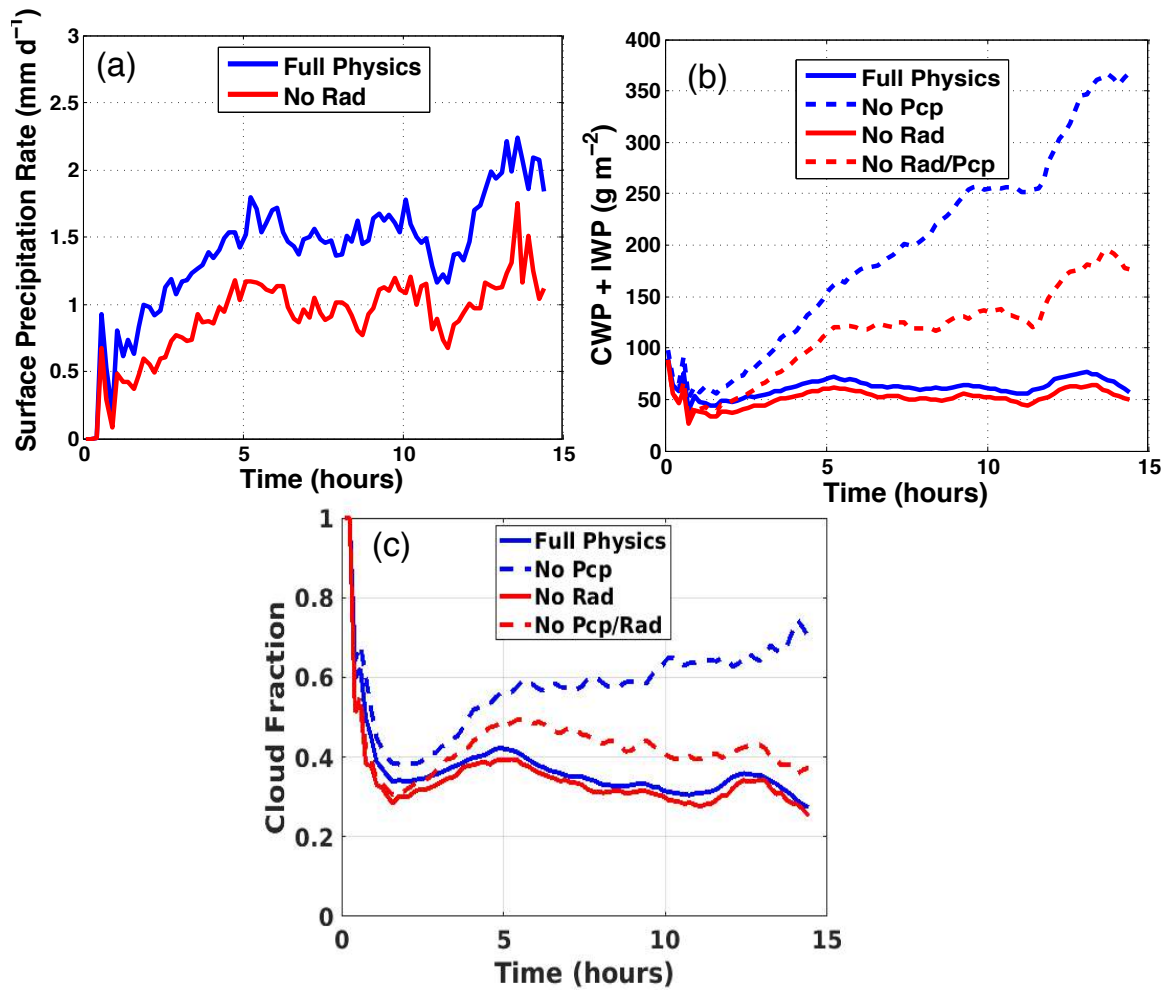 (a)
Full Physics
No Rad
Surface Precipitation Rate (mm d⁻¹)
3
2.5
2
1.5
1
0.5
0
0
5
10
15
Time (hours)
(b)
Full Physics
No Pcp
No Rad
No Rad/Pcp
CWP + IWP (g m⁻²)
400
350
300
250
200
150
100
50
0
0
5
10
15
Time (hours)
(c)
Full Physics
No Pcp
No Rad
No Pcp/Rad
Cloud Fraction
1
0.8
0.6
0.4
0.2
0
0
5
10
15
Time (hours)